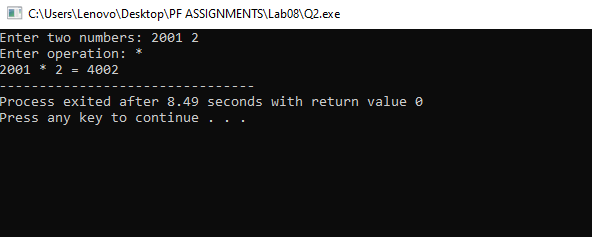 C:\Users\Lenovo\Desktop\PF ASSIGNMENTS\Lab08\Q2.exe
Enter two numbers: 2001 2
Enter operation: *
2001 * 2 = 4002
--------------------------------
Process exited after 8.49 seconds with return value 0
Press any key to continue . . .